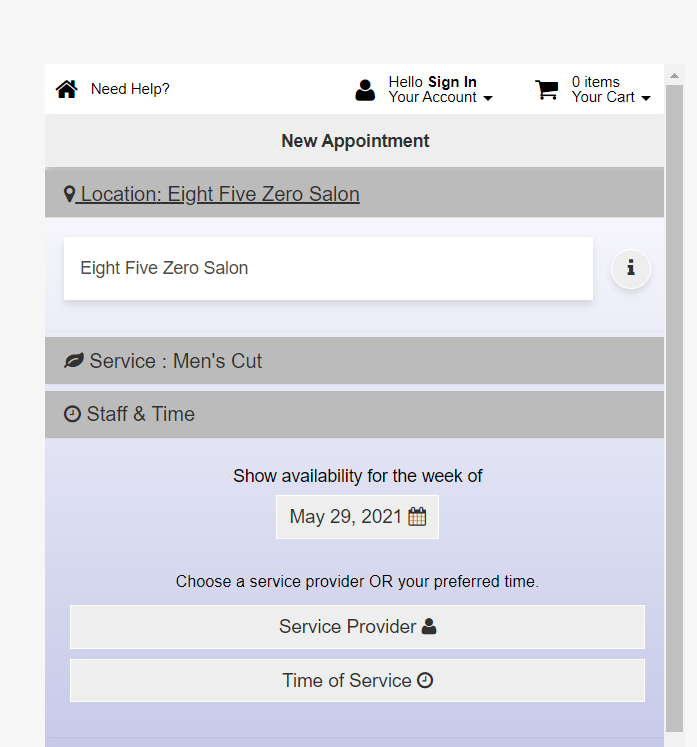 Need Help?
Hello Sign In
Your Account
0 items
Your Cart
New Appointment
Location: Eight Five Zero Salon
Eight Five Zero Salon
Service : Men's Cut
Staff & Time
Show availability for the week of
May 29, 2021
Choose a service provider OR your preferred time.
Service Provider
Time of Service